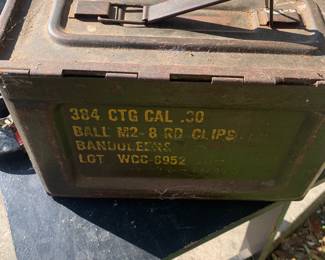 384 CTG CAL .30
BALL M2-8 RD CLIPS
BANDOLEERS
LOT WCC-6952